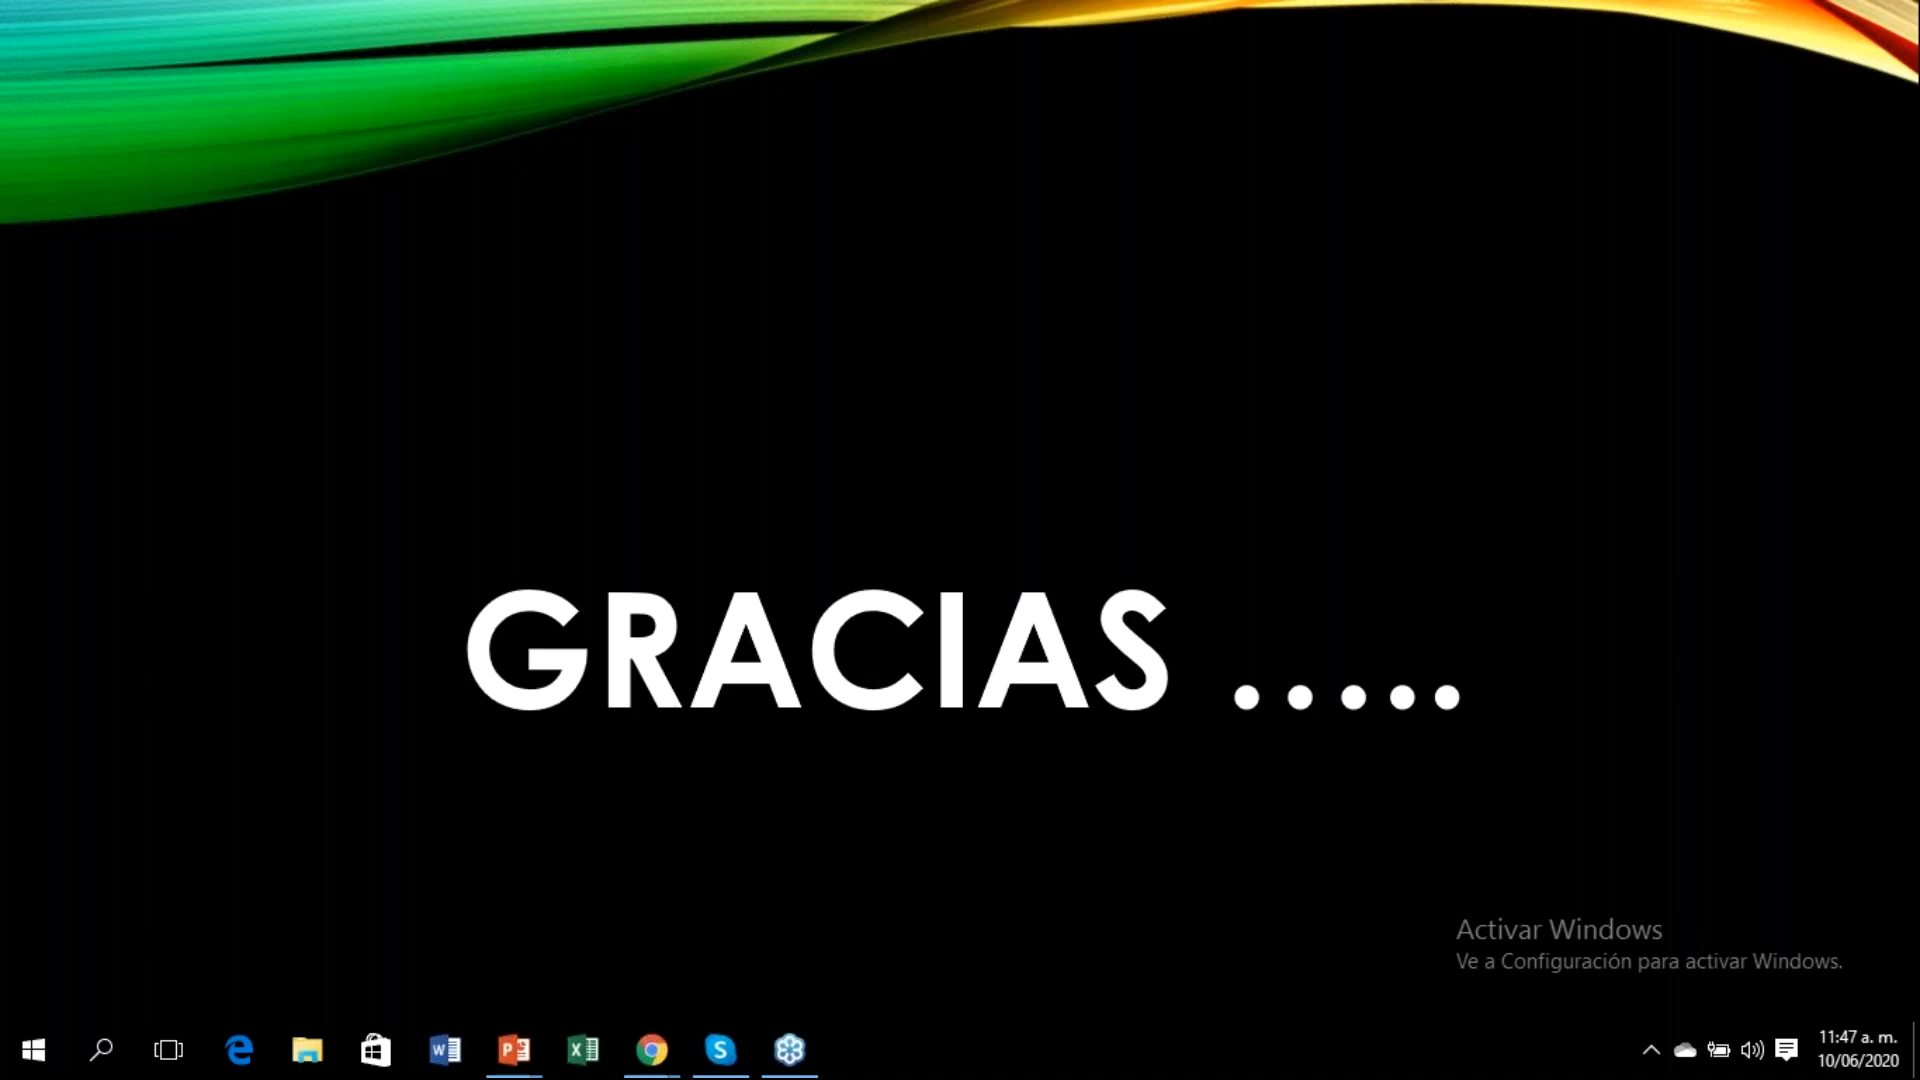 GRACIAS .....
Activar Windows
Ve a Configuración para activar Windows.
11:47 a. m.
10/06/2020